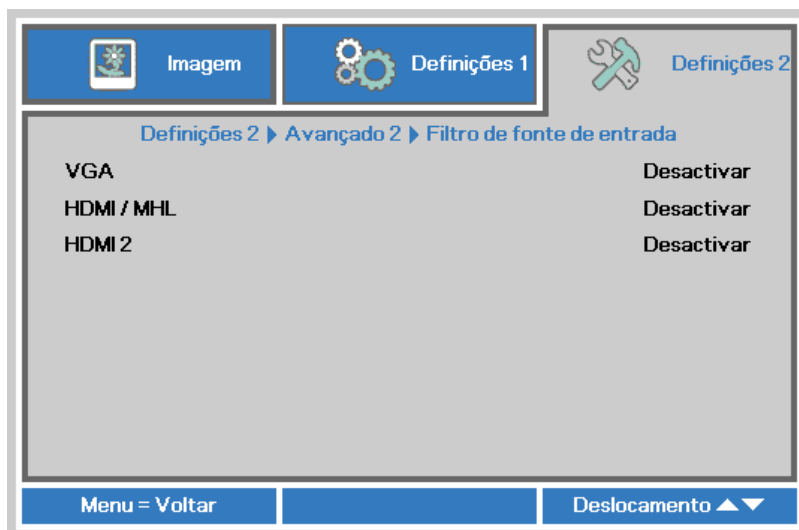 Imagem
Definições 1
Definições 2
Definições 2 Avançado 2 Filtro de fonte de entrada
VGA Desactivar
HDMI / MHL Desactivar
HDMI 2 Desactivar
Menu = Voltar
Deslocamento